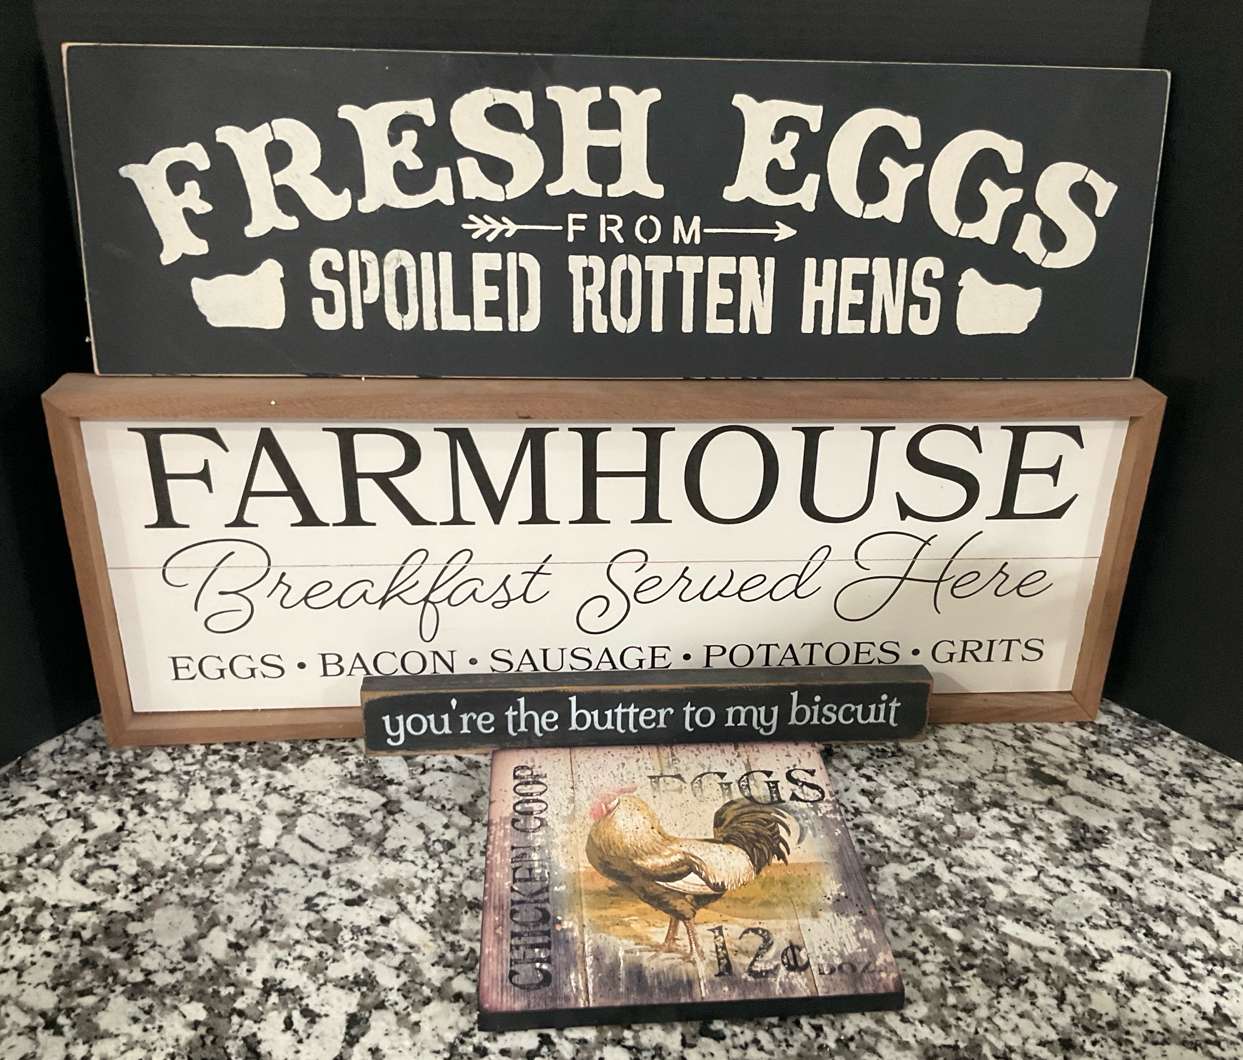 FRESH EGGS
FROM
SPOILED ROTTEN HENS
FARMHOUSE
Breakfast Served Here
EGGS • BACON • SAUSAGE • POTATOES • GRITS
you're the butter to my biscuit
EGGS
CHICKEN COOP
12¢ DOZ.